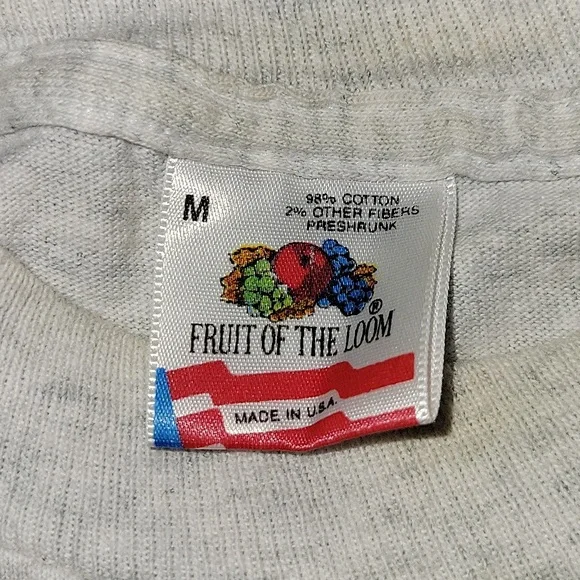 M
98% COTTON
2% OTHER FIBERS
PRESHRUNK
®
FRUIT OF THE LOOM
MADE IN U.S.A.